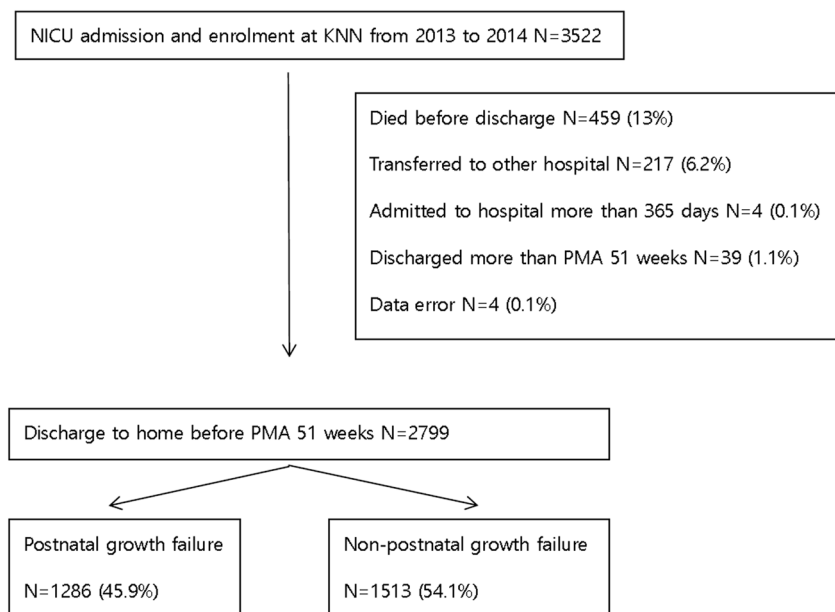 NICU admission and enrolment at KNN from 2013 to 2014 N=3522
Died before discharge N=459 (13%)
Transferred to other hospital N=217 (6.2%)
Admitted to hospital more than 365 days N=4 (0.1%)
Discharged more than PMA 51 weeks N=39 (1.1%)
Data error N=4 (0.1%)
Discharge to home before PMA 51 weeks N=2799
Postnatal growth failure
N=1286 (45.9%)
Non-postnatal growth failure
N=1513 (54.1%)